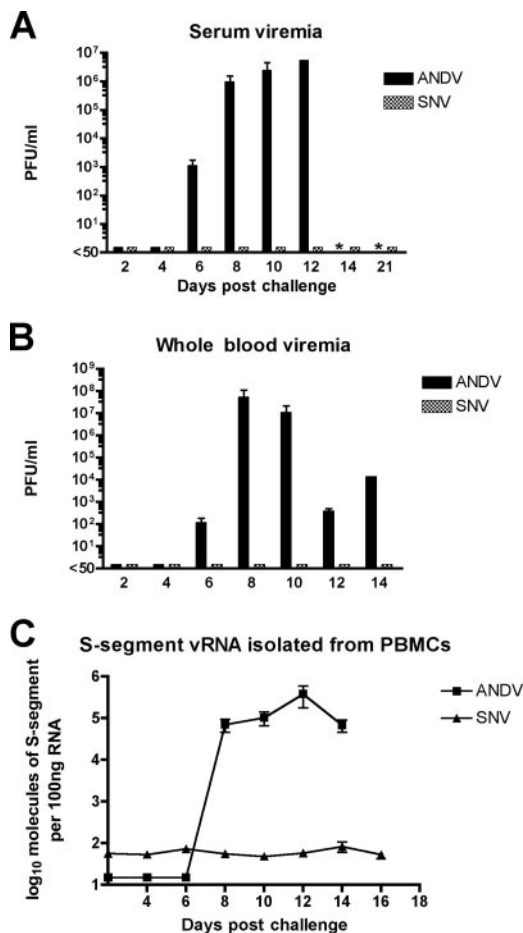 A
Serum viremia
10⁷
10⁶
10⁵
10⁴
10³
10²
10¹
<50
PFU/ml
ANDV
SNV
* *
2 4 6 8 10 12 14 21
Days post challenge
B
Whole blood viremia
10⁹
10⁸
10⁷
10⁶
10⁵
10⁴
10³
10²
10¹
<50
PFU/ml
ANDV
SNV
2 4 6 8 10 12 14
C
S-segment vRNA isolated from PBMCs
6
5
4
3
2
1
log₁₀ molecules of S-segment
per 100ng RNA
ANDV
SNV
4 6 8 10 12 14 16 18
Days post challenge